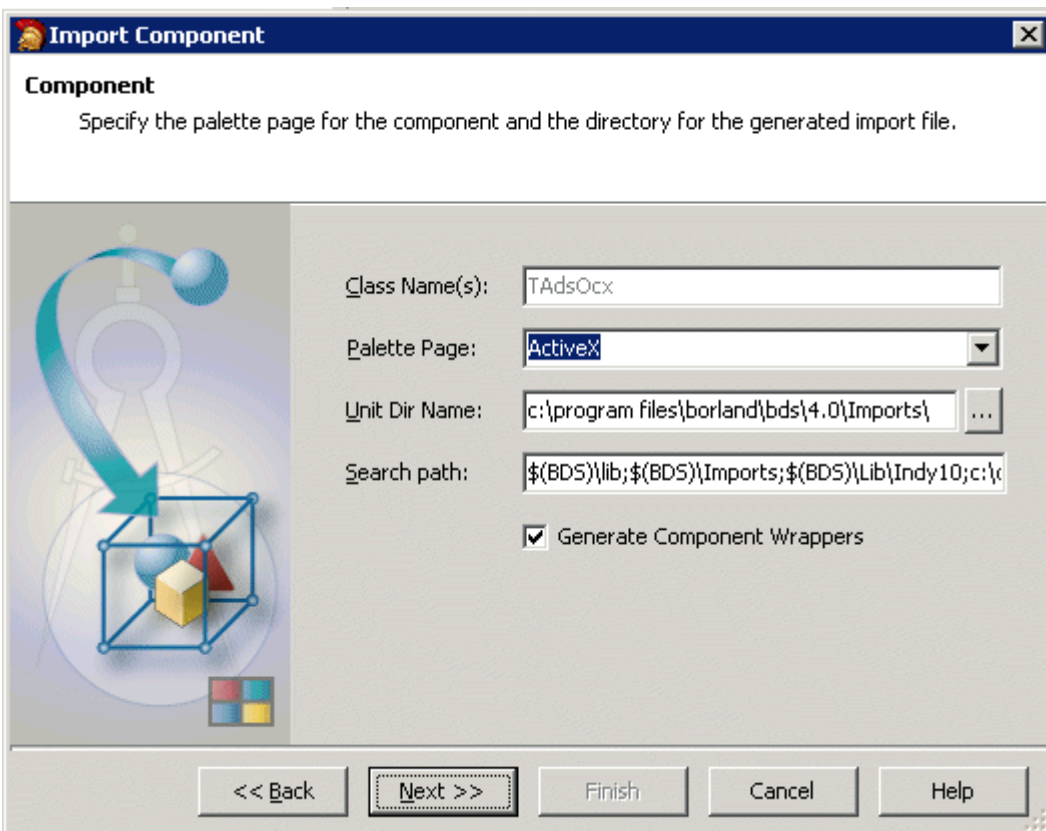 Import Component
Component
Specify the palette page for the component and the directory for the generated import file.
Class Name(s):
TAdsOcx
Palette Page:
ActiveX
Unit Dir Name:
c:\program files\borland\bds\4.0\Imports\
...
Search path:
$(BDS)\lib;$(BDS)\Imports;$(BDS)\Lib\Indy10;c:\
Generate Component Wrappers
<< Back
Next >>
Finish
Cancel
Help